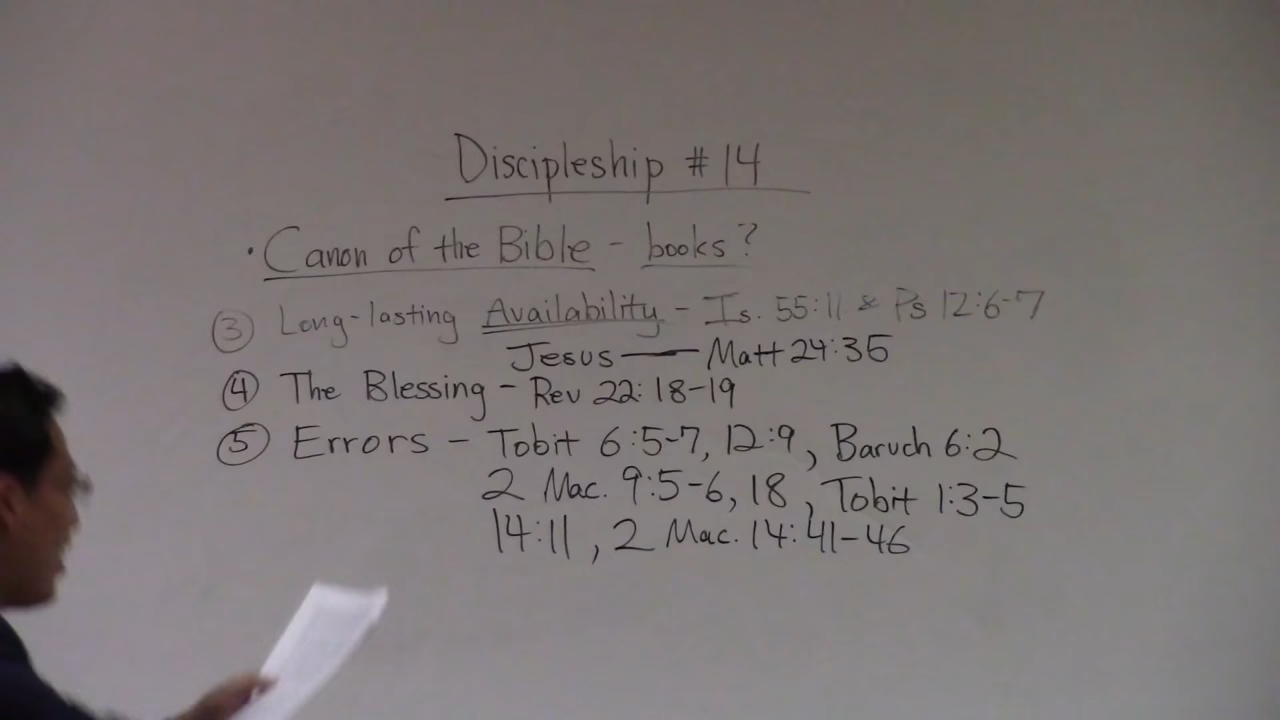 Discipleship #14
· Canon of the Bible - books?
③ Long-lasting Availability - Is. 55:11 & Ps 12:6-7
Jesus — Matt 24:35
④ The Blessing - Rev 22:18-19
⑤ Errors - Tobit 6:5-7, 12:9, Baruch 6:2
2 Mac. 9:5-6, 18, Tobit 1:3-5
14:11, 2 Mac. 14:41-46